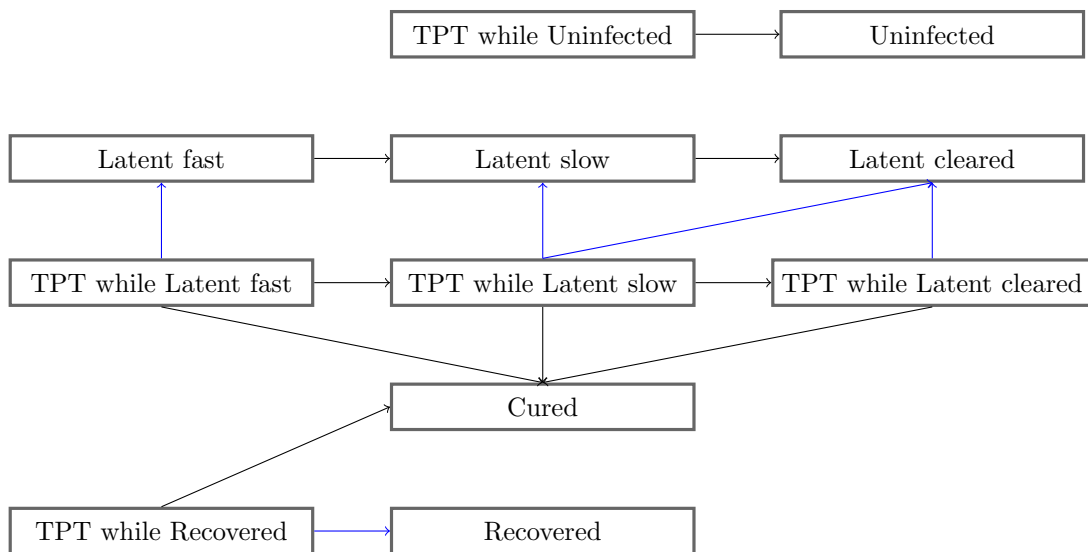 TPT while Uninfected
Uninfected
Latent fast
Latent slow
Latent cleared
TPT while Latent fast
TPT while Latent slow
TPT while Latent cleared
Cured
TPT while Recovered
Recovered